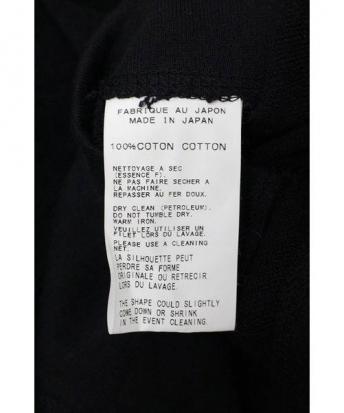 FABRIQUE AU JAPON
MADE IN JAPAN
100%COTON COTTON
NETTOYAGE A SEC
(ESSENCE F).
NE PAS FAIRE SECHER A
LA MACHINE.
REPASSER AU FER DOUX.
DRY CLEAN (PETROLEUM).
DO NOT TUMBLE DRY.
WARM IRON.
VEUILLEZ UTILISER UN
FILET LORS DU LAVAGE.
PLEASE USE A CLEANING
NET.
LA SILHOUETTE PEUT
PERDRE SA FORME
ORIGINALE OU RETRECIR
LORS DU LAVAGE.
THE SHAPE COULD SLIGHTLY
COME DOWN OR SHRINK
IN THE EVENT CLEANING.